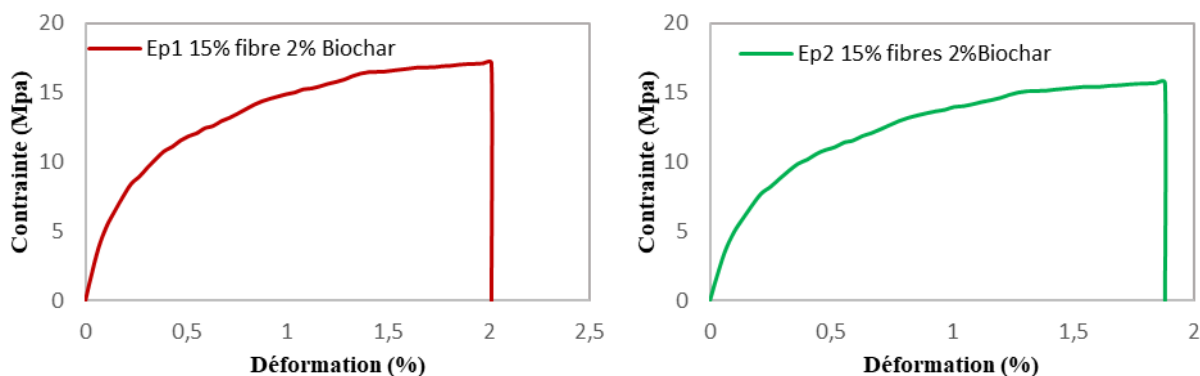 20
Ep1 15% fibre 2% Biochar
15
10
5
0
Contrainte (Mpa)
0 0,5 1 1,5 2 2,5
Déformation (%)
20
Ep2 15% fibres 2%Biochar
15
10
5
0
Contrainte (Mpa)
0 0,5 1 1,5 2
Déformation (%)